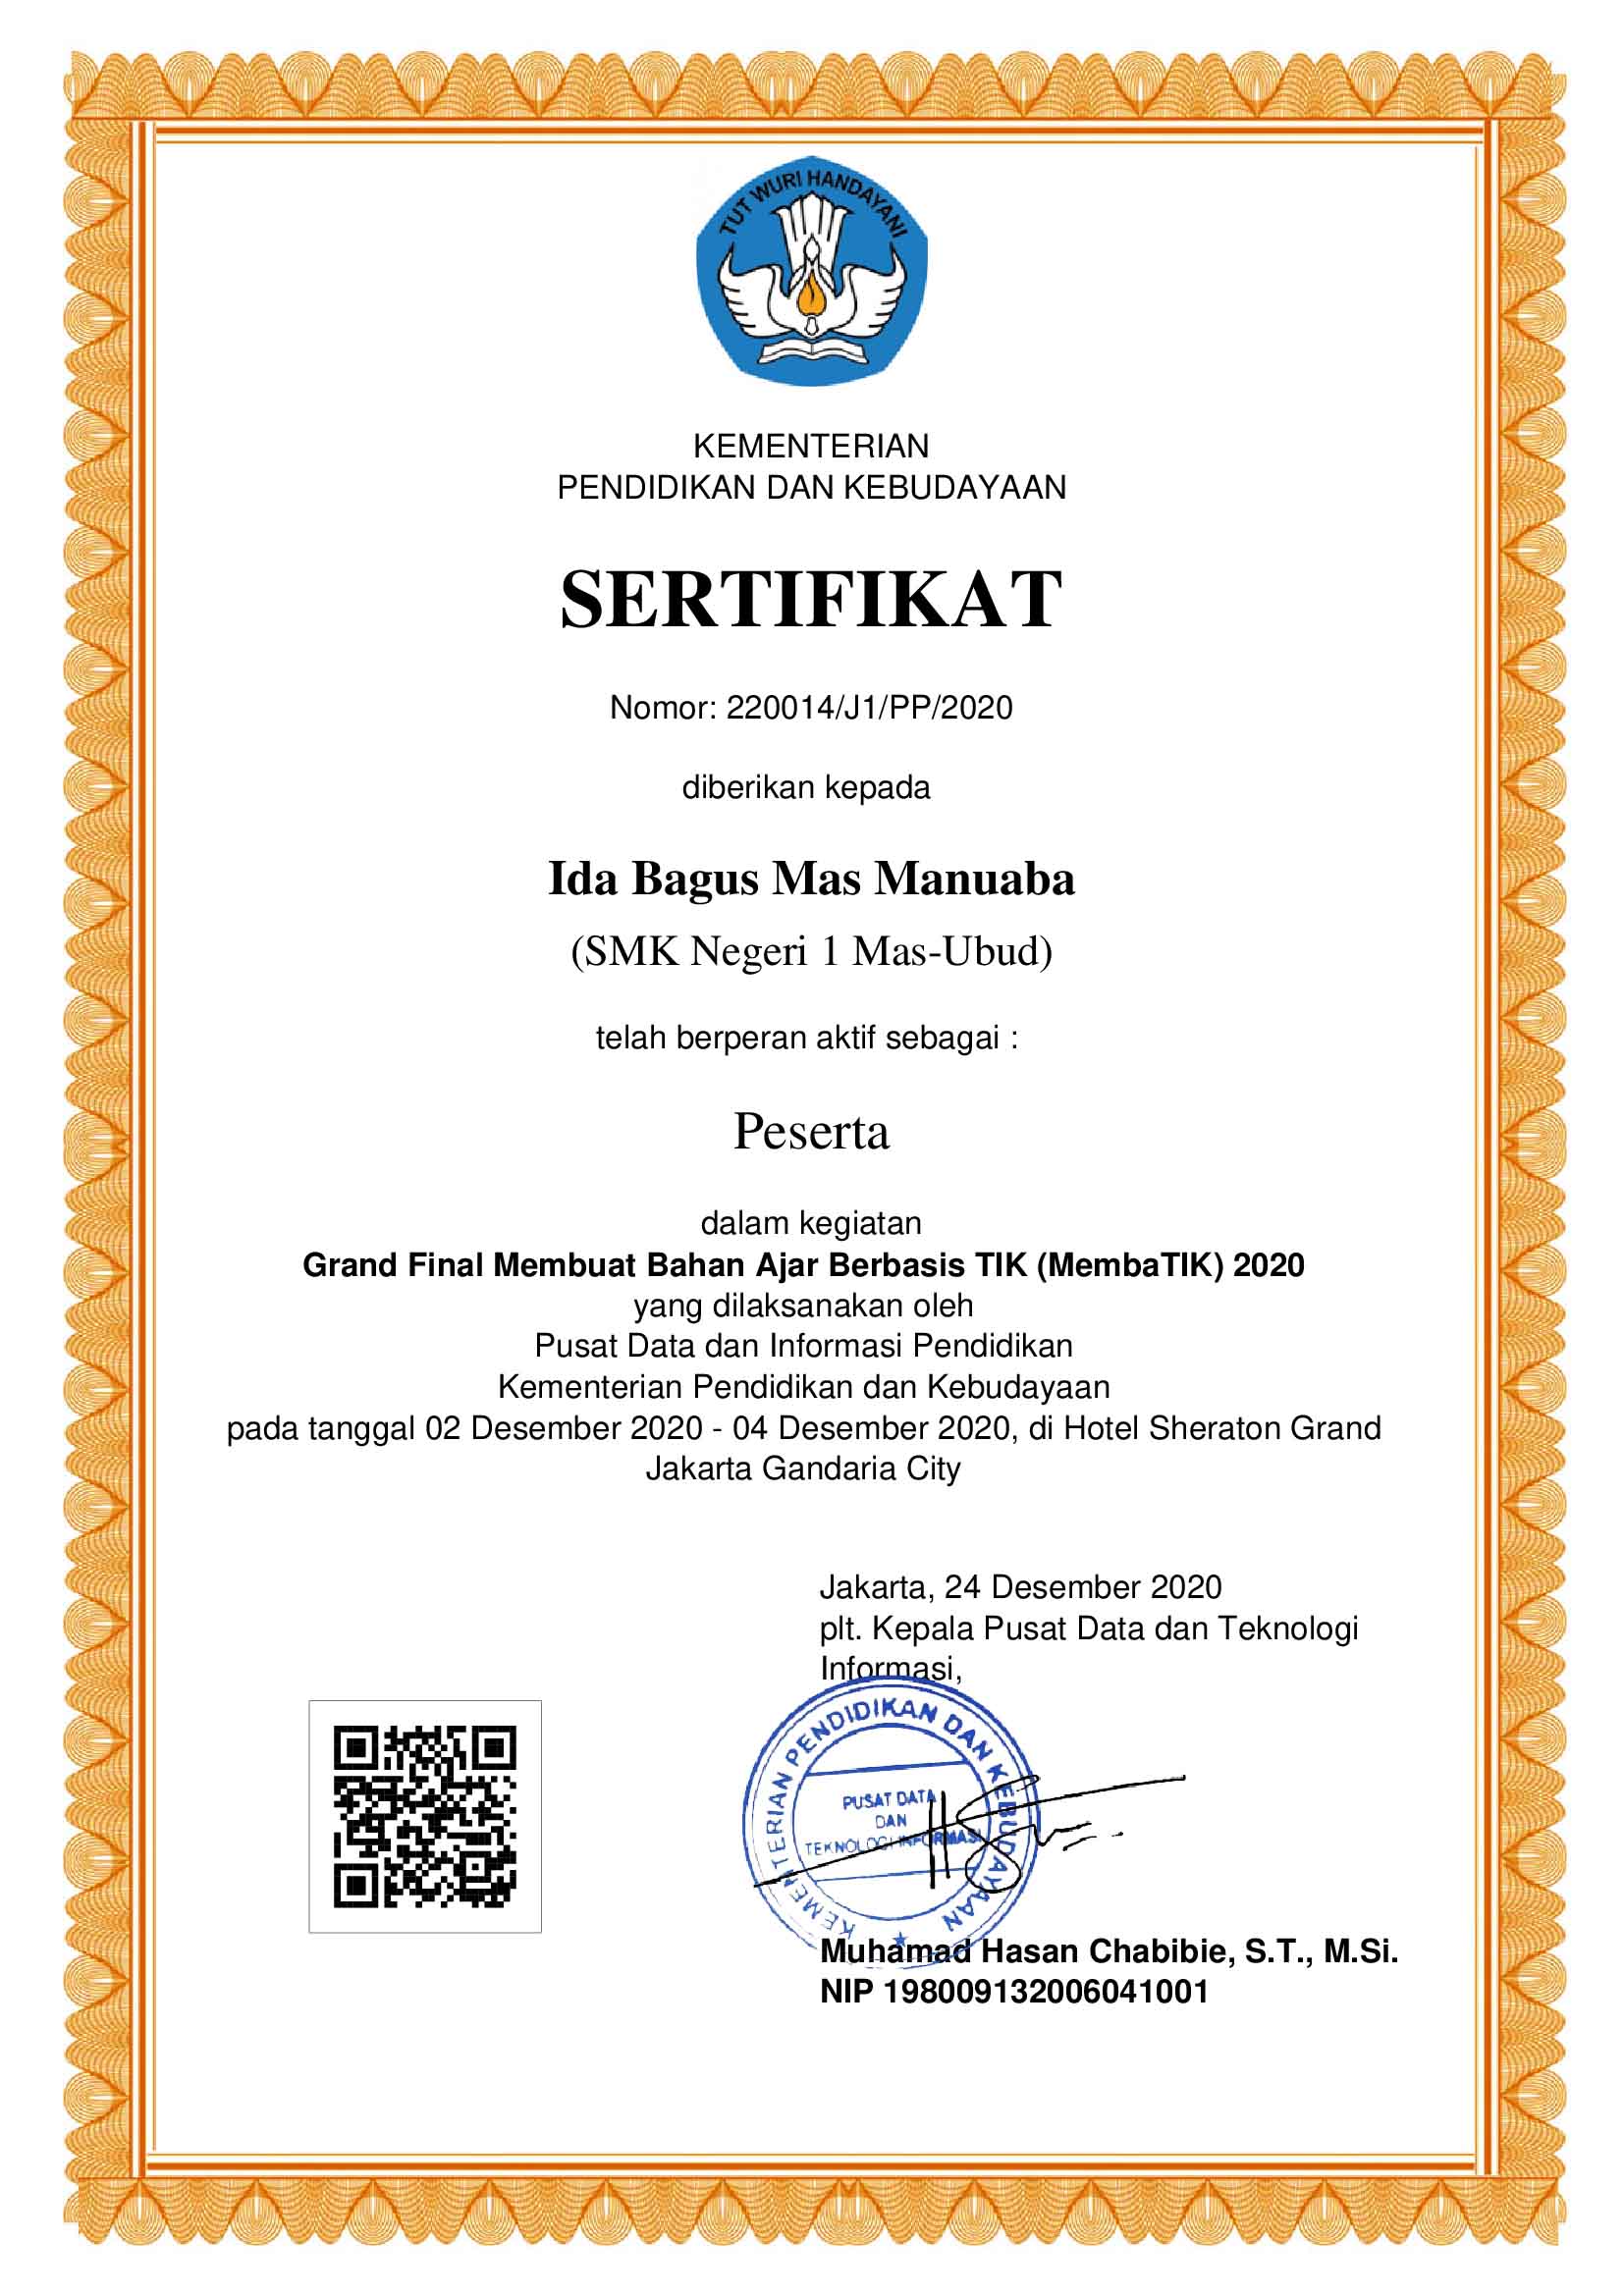 TUT WURI HANDAYANI
KEMENTERIAN
PENDIDIKAN DAN KEBUDAYAAN
SERTIFIKAT
Nomor: 220014/J1/PP/2020
diberikan kepada
Ida Bagus Mas Manuaba
(SMK Negeri 1 Mas-Ubud)
telah berperan aktif sebagai :
Peserta
dalam kegiatan
Grand Final Membuat Bahan Ajar Berbasis TIK (MembaTIK) 2020
yang dilaksanakan oleh
Pusat Data dan Informasi Pendidikan
Kementerian Pendidikan dan Kebudayaan
pada tanggal 02 Desember 2020 - 04 Desember 2020, di Hotel Sheraton Grand
Jakarta Gandaria City
Jakarta, 24 Desember 2020
plt. Kepala Pusat Data dan Teknologi
Informasi,
KEMENTERIAN PENDIDIKAN DAN KEBUDAYAAN
PUSAT DATA
DAN
TEKNOLOGI INFORMASI
Muhamad Hasan Chabibie, S.T., M.Si.
NIP 198009132006041001